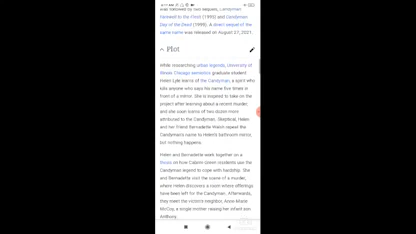 was followed by two sequels, Candyman:
Farewell to the Flesh (1995) and Candyman:
Day of the Dead (1999). A direct sequel of the
same name was released on August 27, 2021.
Plot
While researching urban legends, University of
Illinois Chicago semiotics graduate student
Helen Lyle learns of the Candyman, a spirit who
kills anyone who says his name five times in
front of a mirror. She is inspired to take on the
project after learning about a recent murder,
and she soon learns of two dozen more
attributed to the Candyman. Skeptical, Helen
and her friend Bernadette Walsh repeat the
Candyman's name to Helen's bathroom mirror,
but nothing happens.
Helen and Bernadette work together on a
thesis on how Cabrini-Green residents use the
Candyman legend to cope with hardship. She
and Bernadette visit the scene of a murder,
where Helen discovers a room where offerings
have been left for the Candyman. Afterwards,
they meet the victim's neighbor, Anne-Marie
McCoy, a single mother raising her infant son
Anthony.